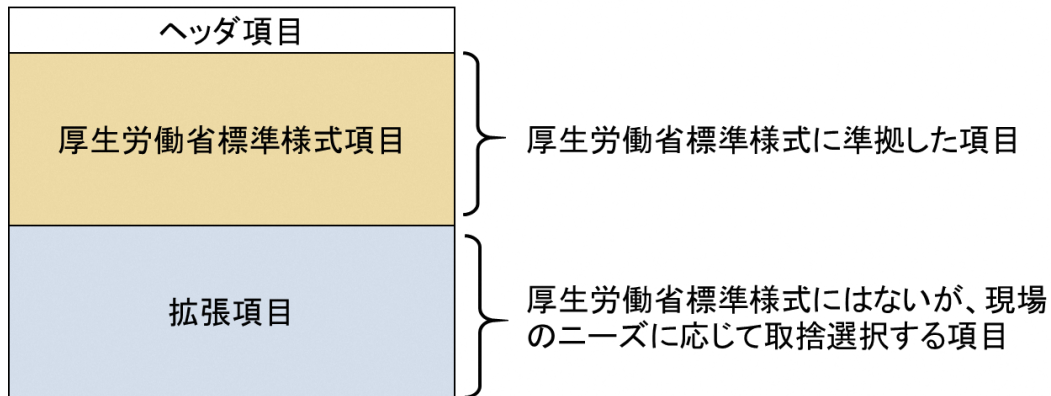 ヘッダ項目
厚生労働省標準様式項目
厚生労働省標準様式に準拠した項目
拡張項目
厚生労働省標準様式にはないが、現場
のニーズに応じて取捨選択する項目